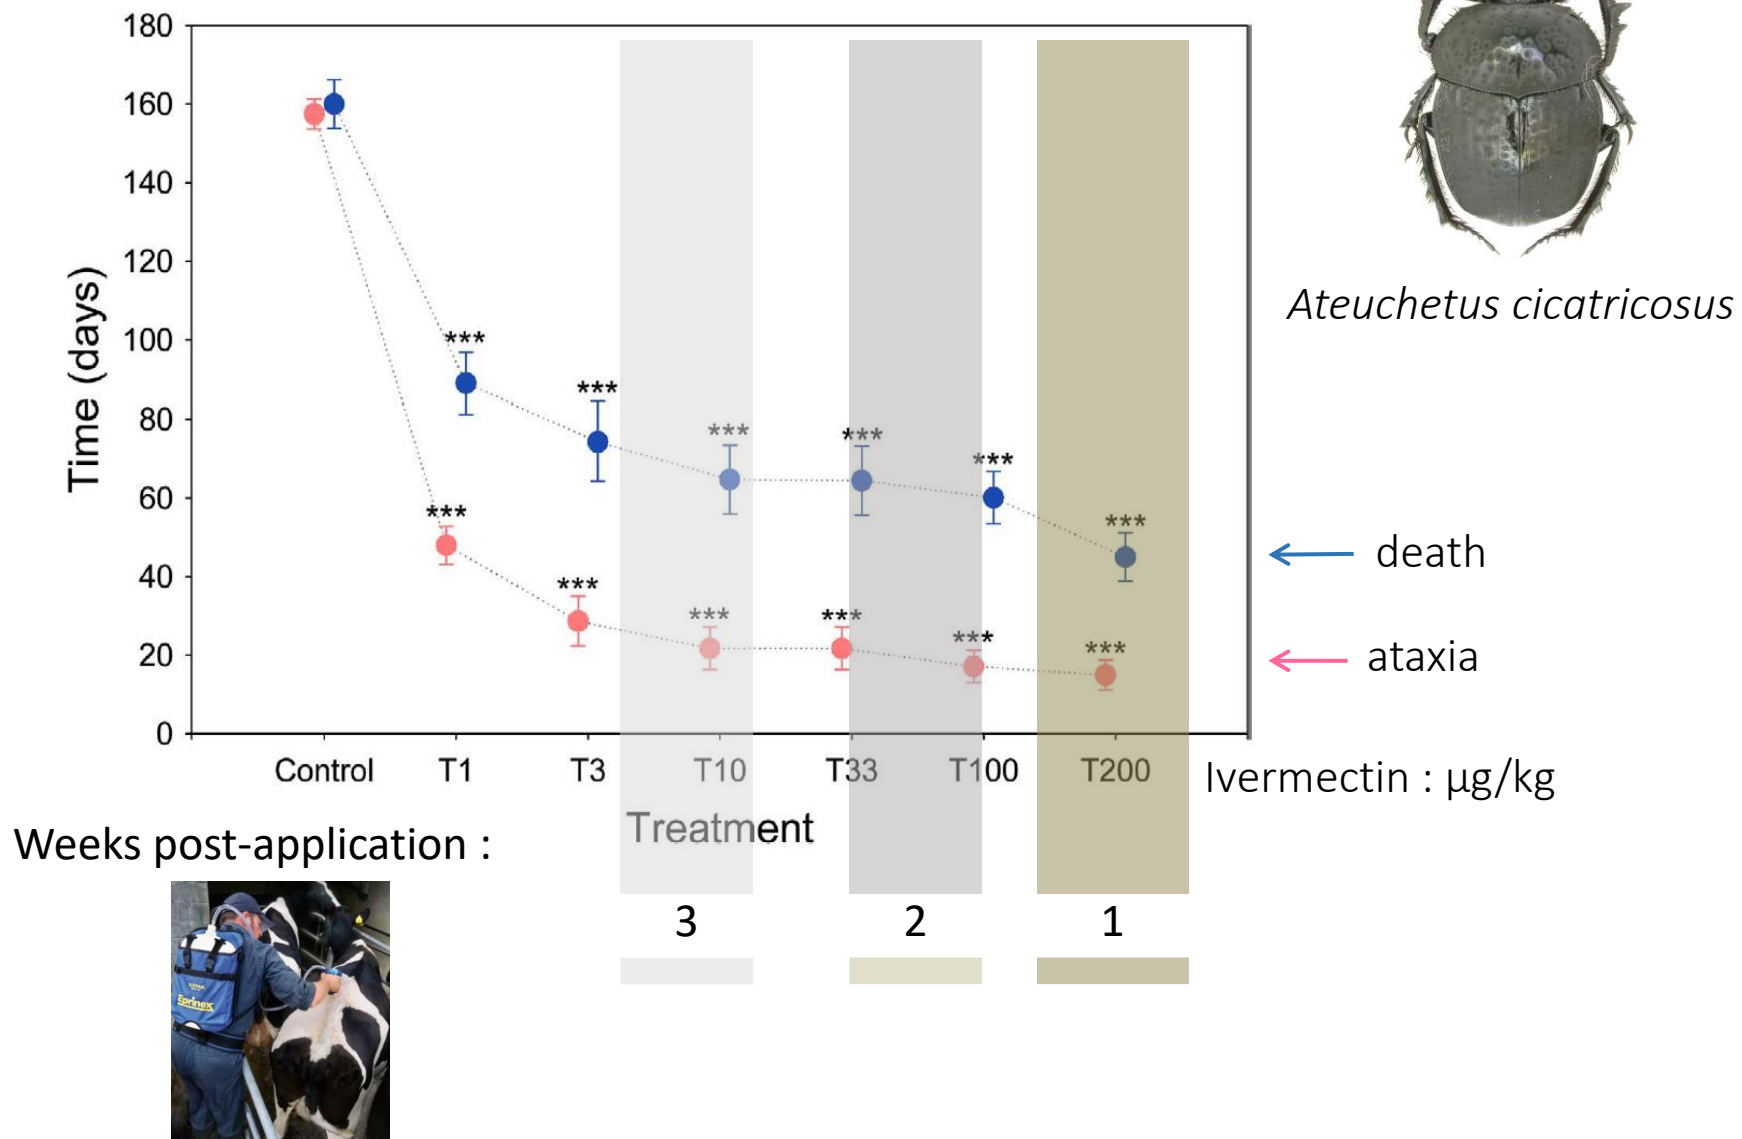 180
160
140
120
100
80
60
40
20
0
Time (days)
***
***
***
***
***
***
***
***
***
***
***
***
Control T1 T3 T10 T33 T100 T200
Treatment
Ateuchetus cicatricosus
death
ataxia
Ivermectin : µg/kg
Weeks post-application :
3 2 1
Eprinex